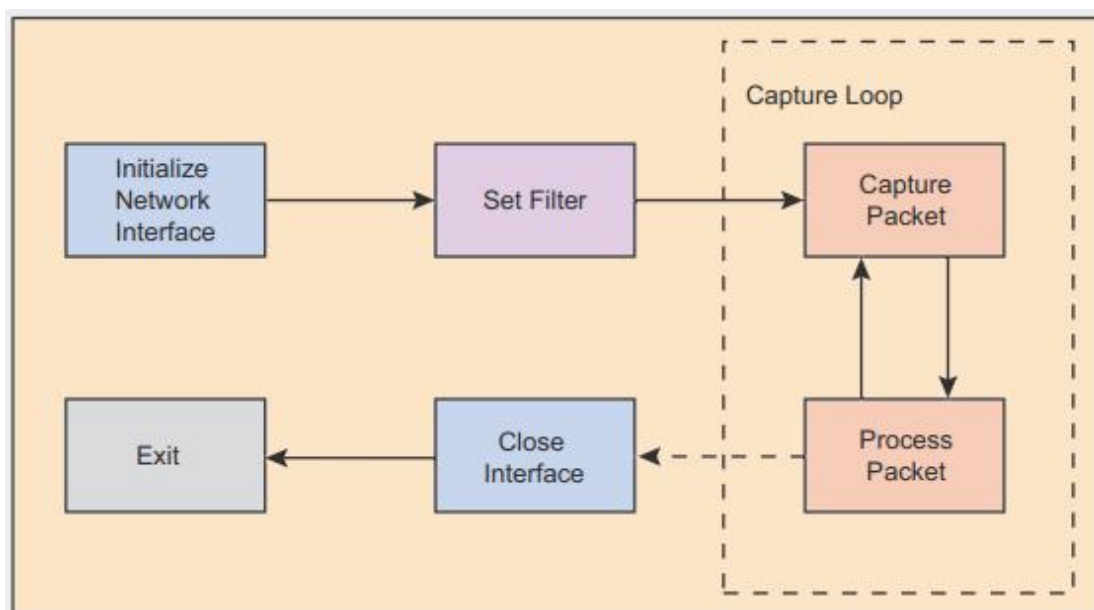 Capture Loop
Initialize
Network
Interface
Set Filter
Capture
Packet
Exit
Close
Interface
Process
Packet